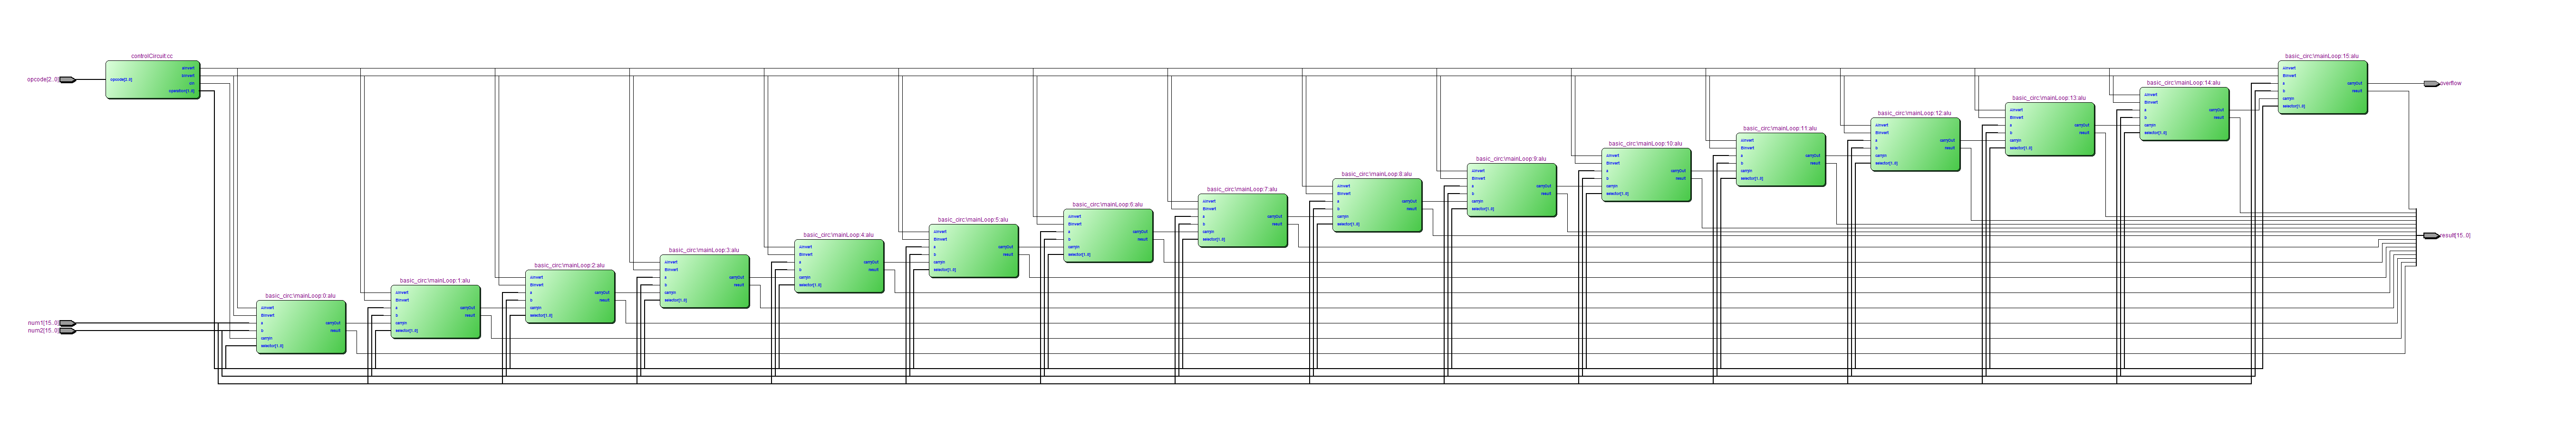 controlCircuit:cc
opcode[2..0]
opcode[2..0]
AInvert
BInvert
cin
operation[1..0]
basic_circ:\mainLoop:0:alu
AInvert
BInvert
a
b
carryIn
selector[1..0]
carryOut
result
num1[15..0]
num2[15..0]
basic_circ:\mainLoop:1:alu
AInvert
BInvert
a
b
carryIn
selector[1..0]
carryOut
result
basic_circ:\mainLoop:2:alu
AInvert
BInvert
a
b
carryIn
selector[1..0]
carryOut
result
basic_circ:\mainLoop:3:alu
AInvert
BInvert
a
b
carryIn
selector[1..0]
carryOut
result
basic_circ:\mainLoop:4:alu
AInvert
BInvert
a
b
carryIn
selector[1..0]
carryOut
result
basic_circ:\mainLoop:5:alu
AInvert
BInvert
a
b
carryIn
selector[1..0]
carryOut
result
basic_circ:\mainLoop:6:alu
AInvert
BInvert
a
b
carryIn
selector[1..0]
carryOut
result
basic_circ:\mainLoop:7:alu
AInvert
BInvert
a
b
carryIn
selector[1..0]
carryOut
result
basic_circ:\mainLoop:8:alu
AInvert
BInvert
a
b
carryIn
selector[1..0]
carryOut
result
basic_circ:\mainLoop:9:alu
AInvert
BInvert
a
b
carryIn
selector[1..0]
carryOut
result
basic_circ:\mainLoop:10:alu
AInvert
BInvert
a
b
carryIn
selector[1..0]
carryOut
result
basic_circ:\mainLoop:11:alu
AInvert
BInvert
a
b
carryIn
selector[1..0]
carryOut
result
basic_circ:\mainLoop:12:alu
AInvert
BInvert
a
b
carryIn
selector[1..0]
carryOut
result
basic_circ:\mainLoop:13:alu
AInvert
BInvert
a
b
carryIn
selector[1..0]
carryOut
result
basic_circ:\mainLoop:14:alu
AInvert
BInvert
a
b
carryIn
selector[1..0]
carryOut
result
basic_circ:\mainLoop:15:alu
AInvert
BInvert
a
b
carryIn
selector[1..0]
carryOut
result
overflow
result[15..0]